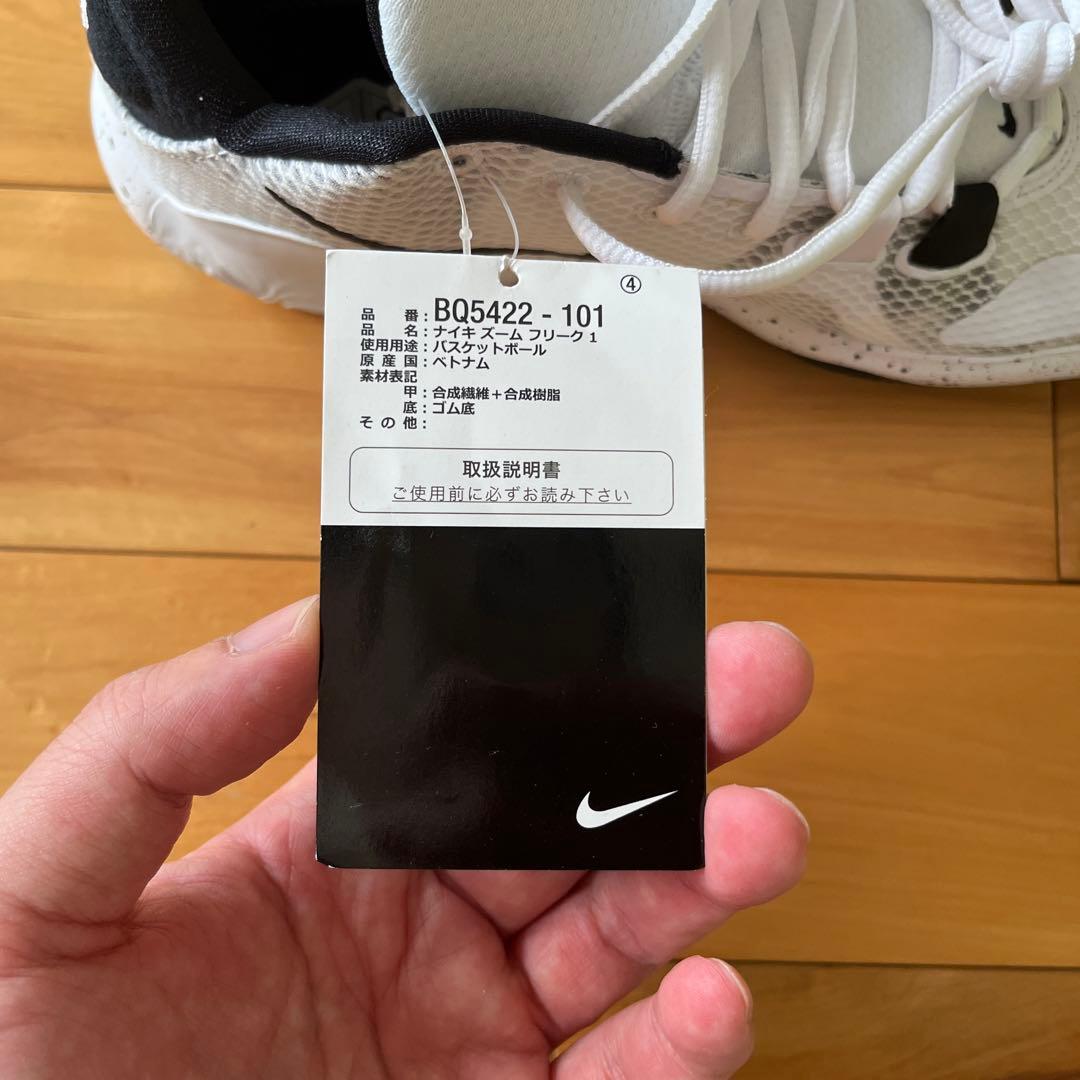 ④
品番：BQ5422 - 101
品名：ナイキ ズーム フリーク 1
使用用途：バスケットボール
原産国：ベトナム
素材表記
甲：合成繊維＋合成樹脂
底：ゴム底
その他：
取扱説明書
ご使用前に必ずお読み下さい